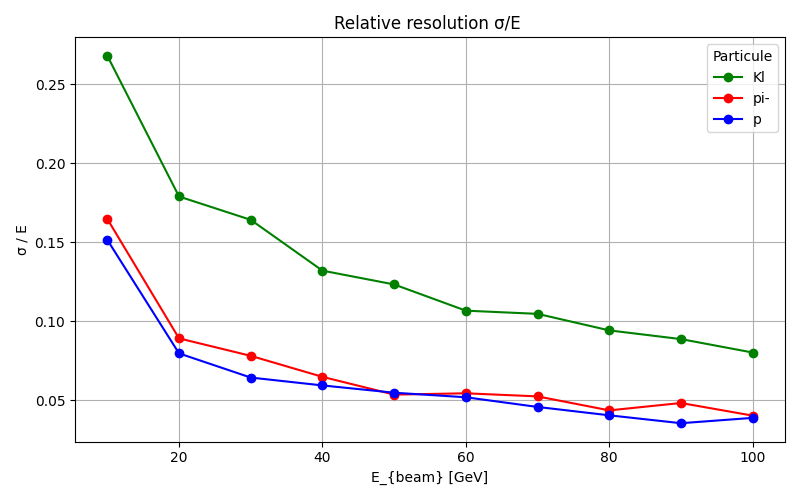 Relative resolution σ/E
Particule
Kl
pi-
p
σ / E
0.25
0.20
0.15
0.10
0.05
20
40
60
80
100
E_{beam} [GeV]